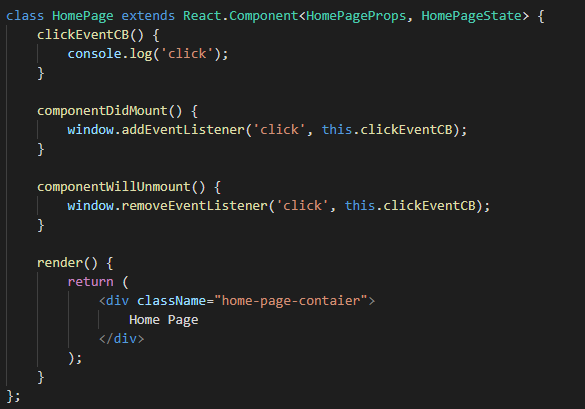 class HomePage extends React.Component<HomePageProps, HomePageState> {
    clickEventCB() {
        console.log('click');
    }

    componentDidMount() {
        window.addEventListener('click', this.clickEventCB);
    }

    componentWillUnmount() {
        window.removeEventListener('click', this.clickEventCB);
    }

    render() {
        return (
            <div className="home-page-contaier">
                Home Page
            </div>
        );
    }
};